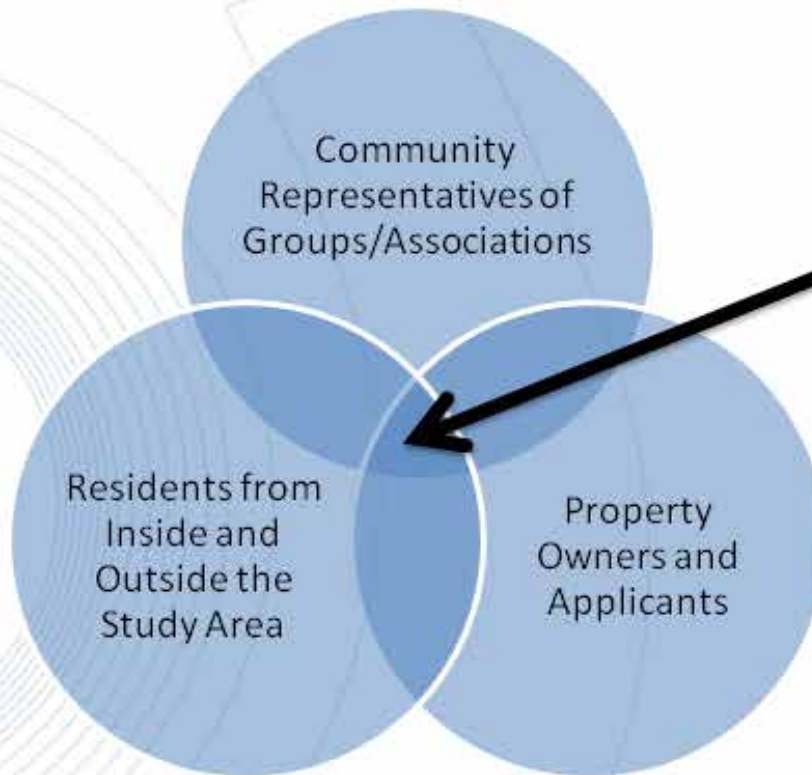 Community
Representatives of
Groups/Associations
Residents from
Inside and
Outside the
Study Area
Property
Owners and
Applicants